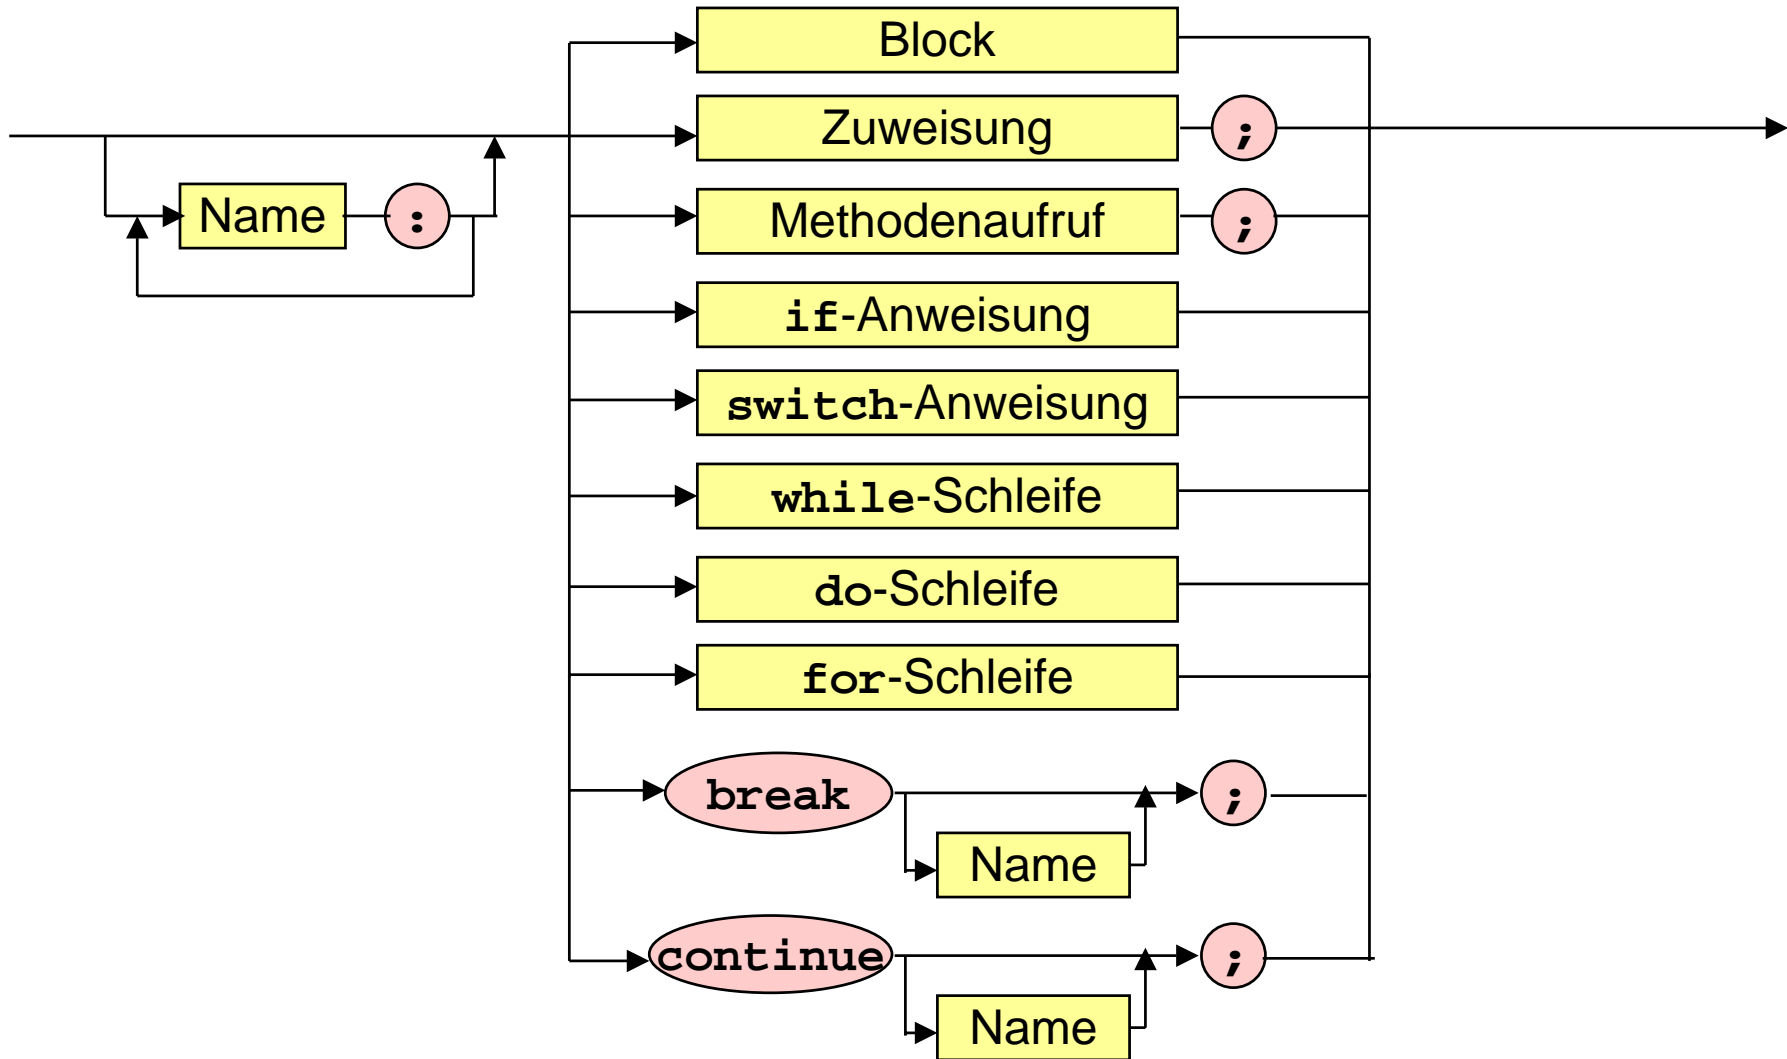 Block
Zuweisung ;
Name :
Methodenaufruf ;
if-Anweisung
switch-Anweisung
while-Schleife
do-Schleife
for-Schleife
break ;
Name
continue ;
Name